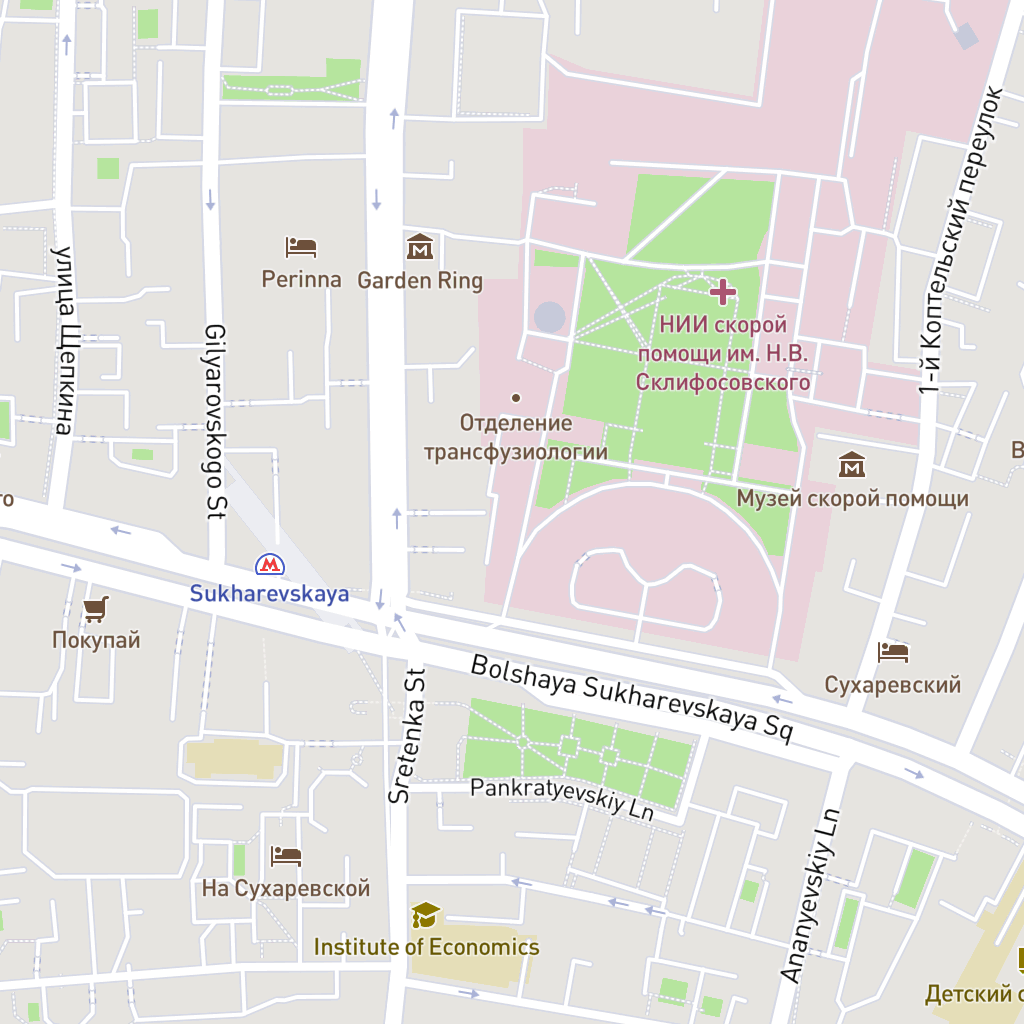 1-й Коптельский переулок
улица Щепкина
Perinna
Garden Ring
НИИ скорой
помощи им. Н.В.
Склифосовского
Gilyarovskogo St
Отделение
трансфузиологии
Музей скорой помощи
го
В
Sukharevskaya
Покупай
Bolshaya Sukharevskaya Sq
Сухаревский
Sretenka St
Pankratyevskiy Ln
Ananyevskiy Ln
На Сухаревской
Institute of Economics
Детский с